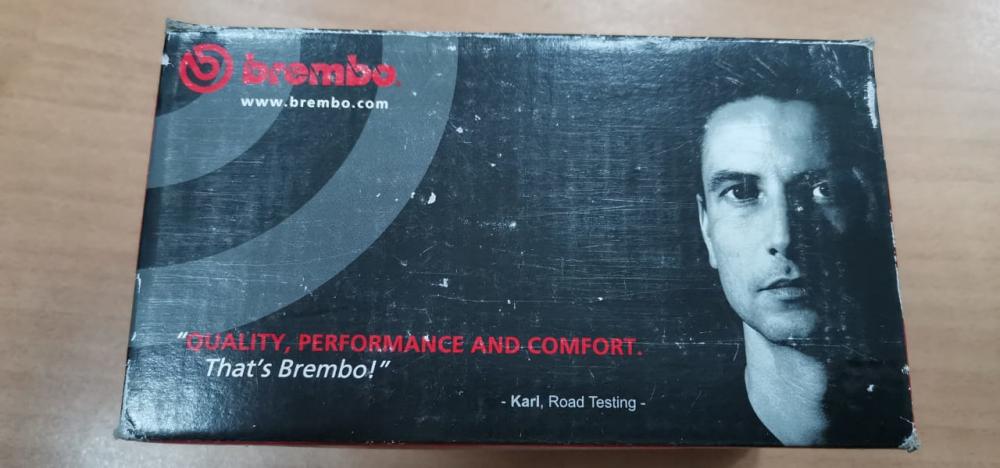 brembo
www.brembo.com
"QUALITY, PERFORMANCE AND COMFORT.
That's Brembo!"
- Karl, Road Testing -